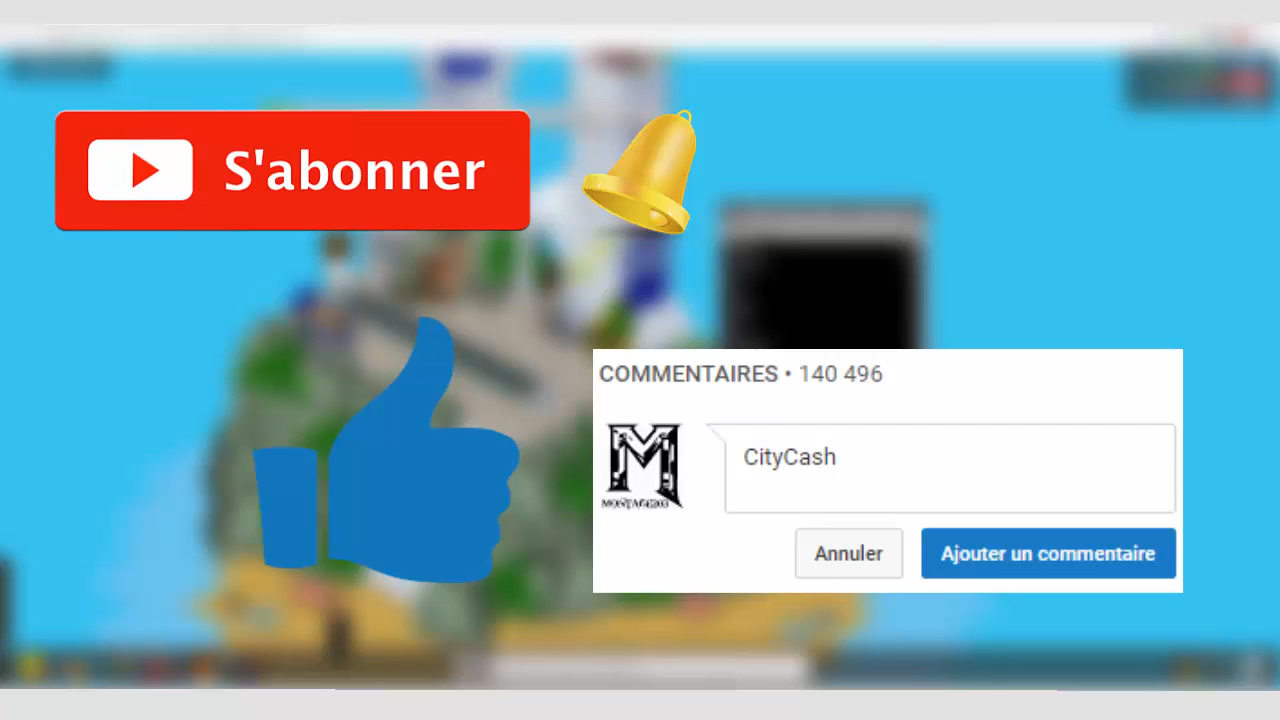 S'abonner
COMMENTAIRES • 140 496
CityCash
Annuler
Ajouter un commentaire